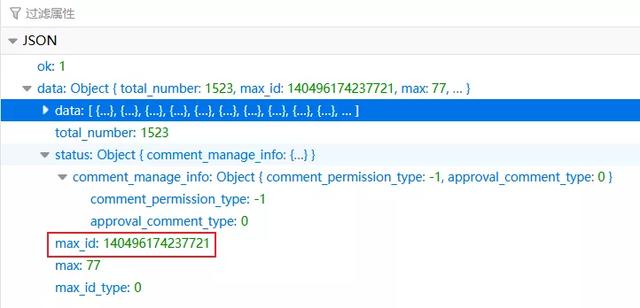 过滤属性
JSON
ok: 1
data: Object { total_number: 1523, max_id: 140496174237721, max: 77, ... }
data: [ {...}, {...}, {...}, {...}, {...}, {...}, {...}, {...}, {...}, {...}, ... ]
total_number: 1523
status: Object { comment_manage_info: {...} }
comment_manage_info: Object { comment_permission_type: -1, approval_comment_type: 0 }
comment_permission_type: -1
approval_comment_type: 0
max_id: 140496174237721
max: 77
max_id_type: 0